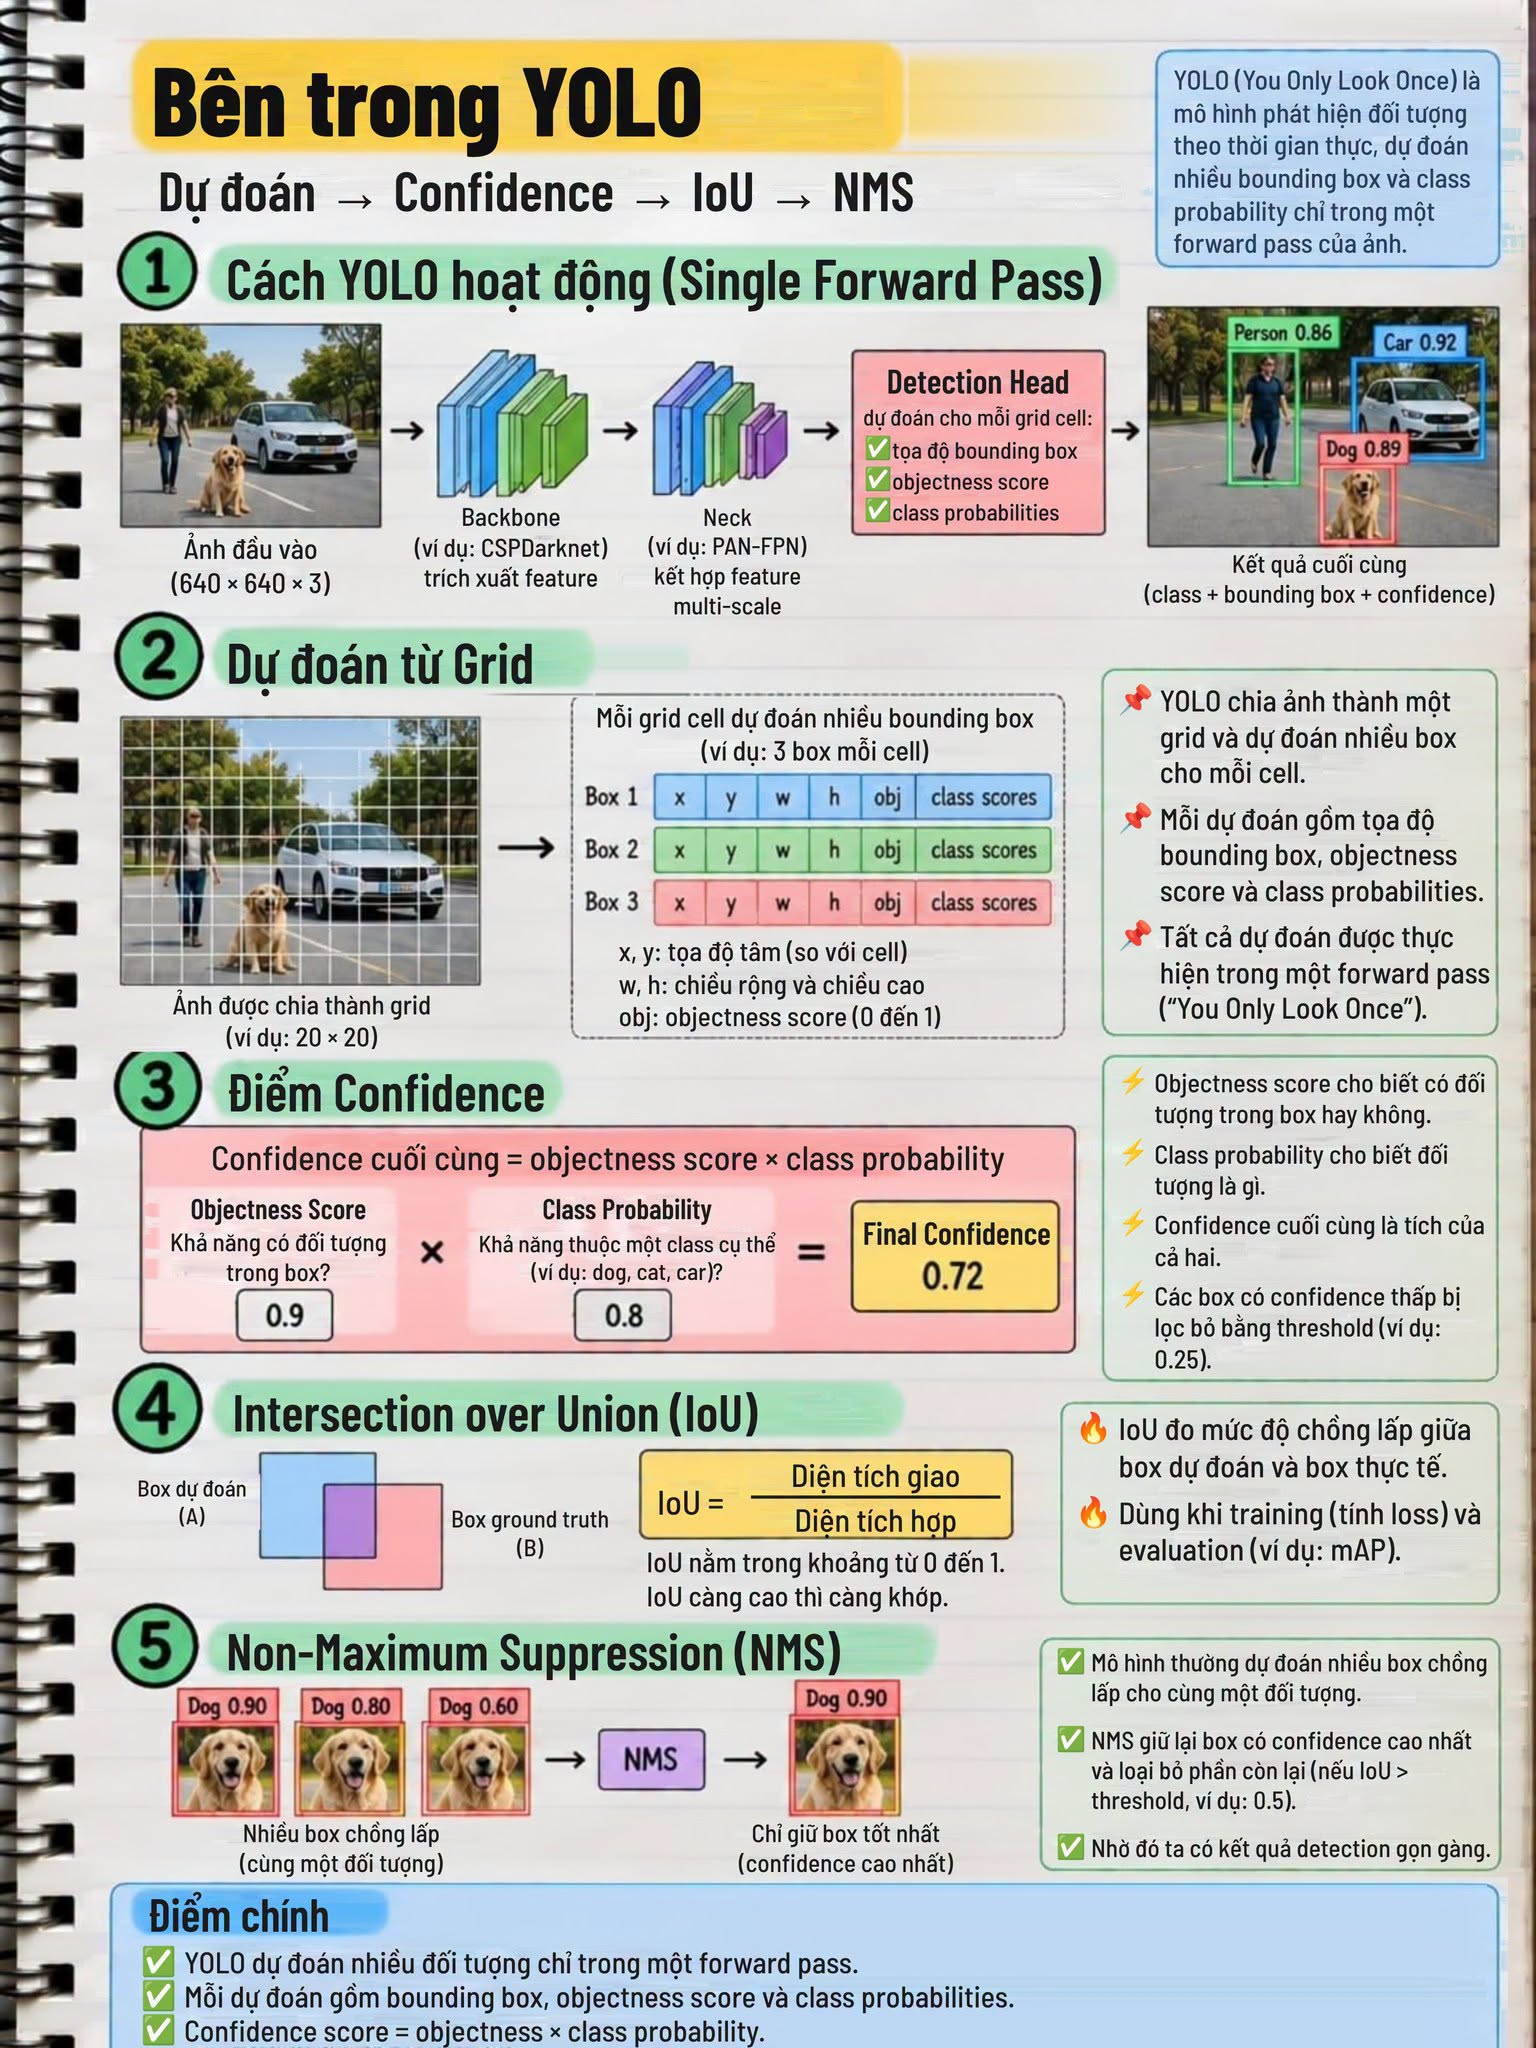 Bên trong YOLO
Dự đoán → Confidence → IoU → NMS
YOLO (You Only Look Once) là
mô hình phát hiện đối tượng
theo thời gian thực, dự đoán
nhiều bounding box và class
probability chỉ trong một
forward pass của ảnh.
1 Cách YOLO hoạt động (Single Forward Pass)
Ảnh đầu vào
(640 × 640 × 3)
Backbone
(ví dụ: CSPDarknet)
trích xuất feature
Neck
(ví dụ: PAN-FPN)
kết hợp feature
multi-scale
Detection Head
dự đoán cho mỗi grid cell:
✅tọa độ bounding box
✅objectness score
✅class probabilities
Person 0.86
Car 0.92
Dog 0.89
Kết quả cuối cùng
(class + bounding box + confidence)
2 Dự đoán từ Grid
Ảnh được chia thành grid
(ví dụ: 20 × 20)
Mỗi grid cell dự đoán nhiều bounding box
(ví dụ: 3 box mỗi cell)
Box 1 x y w h obj class scores
Box 2 x y w h obj class scores
Box 3 x y w h obj class scores
x, y: tọa độ tâm (so với cell)
w, h: chiều rộng và chiều cao
obj: objectness score (0 đến 1)
📌 YOLO chia ảnh thành một
grid và dự đoán nhiều box
cho mỗi cell.
📌 Mỗi dự đoán gồm tọa độ
bounding box, objectness
score và class probabilities.
📌 Tất cả dự đoán được thực
hiện trong một forward pass
(“You Only Look Once”).
3 Điểm Confidence
Confidence cuối cùng = objectness score × class probability
Objectness Score
Khả năng có đối tượng
trong box?
0.9
×
Class Probability
Khả năng thuộc một class cụ thể
(ví dụ: dog, cat, car)?
0.8
=
Final Confidence
0.72
⚡ Objectness score cho biết có đối
tượng trong box hay không.
⚡ Class probability cho biết đối
tượng là gì.
⚡ Confidence cuối cùng là tích của
cả hai.
⚡ Các box có confidence thấp bị
lọc bỏ bằng threshold (ví dụ:
0.25).
4 Intersection over Union (IoU)
Box dự đoán
(A)
Box ground truth
(B)
IoU =
Diện tích giao
Diện tích hợp
IoU nằm trong khoảng từ 0 đến 1.
IoU càng cao thì càng khớp.
🔥 IoU đo mức độ chồng lấp giữa
box dự đoán và box thực tế.
🔥 Dùng khi training (tính loss) và
evaluation (ví dụ: mAP).
5 Non-Maximum Suppression (NMS)
Dog 0.90
Dog 0.80
Dog 0.60
Nhiều box chồng lấp
(cùng một đối tượng)
NMS
Dog 0.90
Chỉ giữ box tốt nhất
(confidence cao nhất)
✅ Mô hình thường dự đoán nhiều box chồng
lấp cho cùng một đối tượng.
✅ NMS giữ lại box có confidence cao nhất
và loại bỏ phần còn lại (nếu IoU >
threshold, ví dụ: 0.5).
✅ Nhờ đó ta có kết quả detection gọn gàng.
Điểm chính
✅ YOLO dự đoán nhiều đối tượng chỉ trong một forward pass.
✅ Mỗi dự đoán gồm bounding box, objectness score và class probabilities.
✅ Confidence score = objectness × class probability.